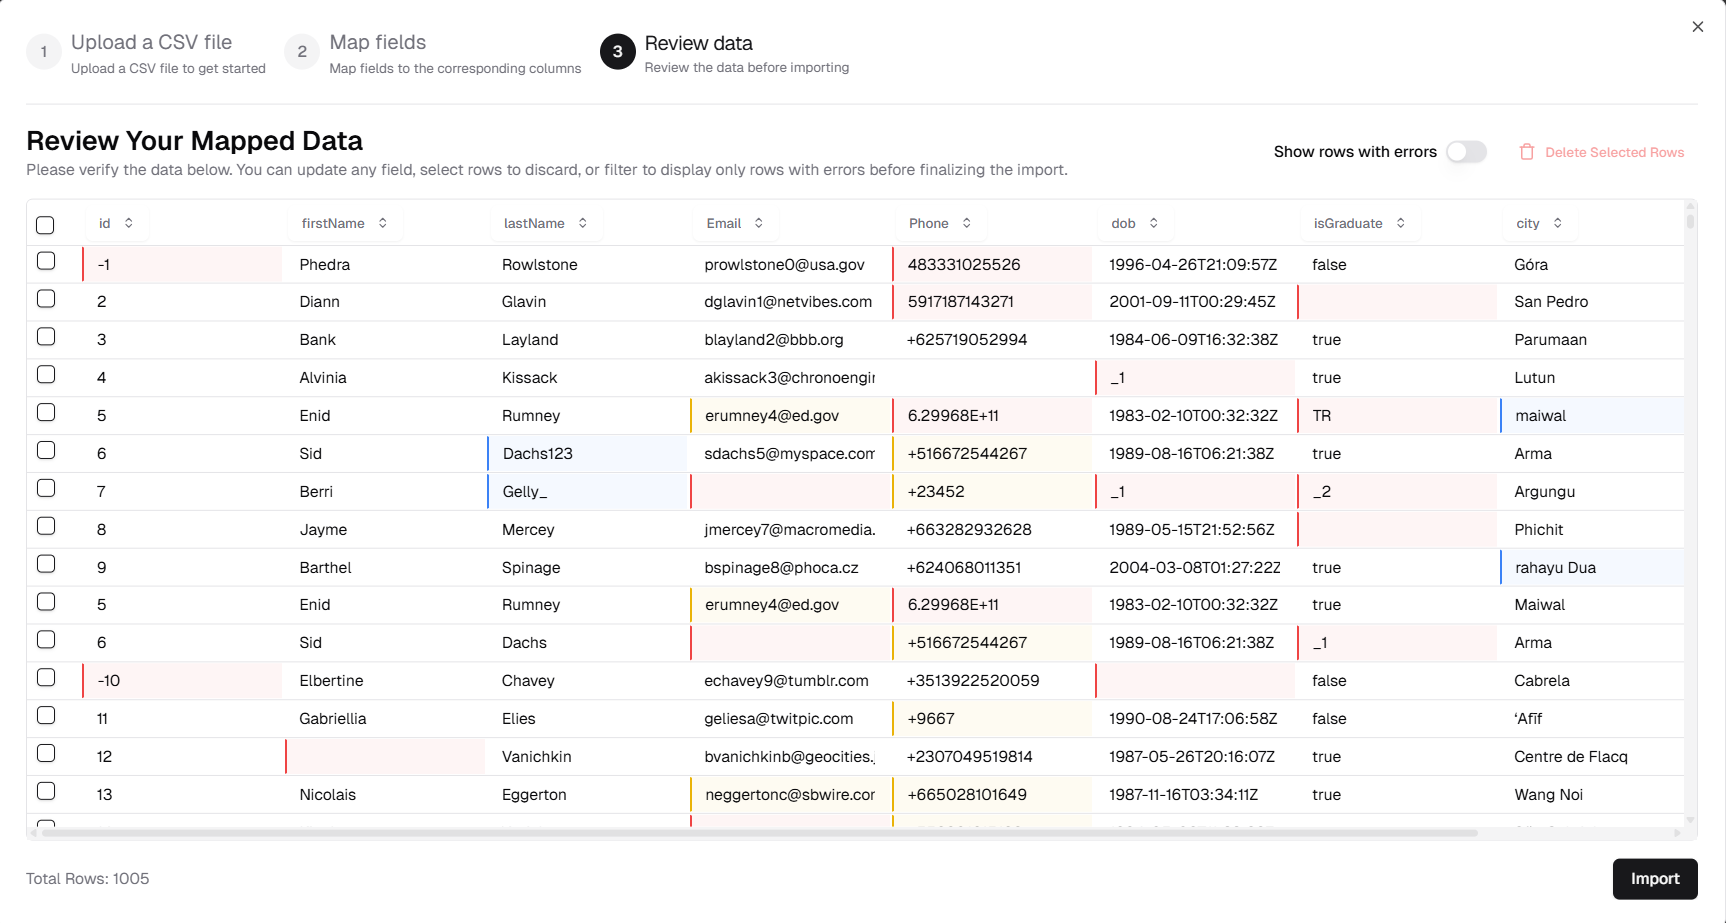 1 Upload a CSV file 2 Map fields 3 Review data
Upload a CSV file to get started Map fields to the corresponding columns Review the data before importing
Review Your Mapped Data
Show rows with errors Delete Selected Rows
Please verify the data below. You can update any field, select rows to discard, or filter to display only rows with errors before finalizing the import.
id firstName lastName Email Phone dob isGraduate city
-1 Phedra Rowlstone prowlstone0@usa.gov 483331025526 1996-04-26T21:09:57Z false Góra
2 Diann Glavin dglavin1@netvibes.com 5917187143271 2001-09-11T00:29:45Z San Pedro
3 Bank Layland blayland2@bbb.org +625719052994 1984-06-09T16:32:38Z true Parumaan
4 Alvinia Kissack akissack3@chronoengin _1 true Lutun
5 Enid Rumney erumney4@ed.gov 6.29968E+11 1983-02-10T00:32:32Z TR maiwal
6 Sid Dachs123 sdachs5@myspace.com +516672544267 1989-08-16T06:21:38Z true Arma
7 Berri Gelly_ +23452 _1 _2 Argungu
8 Jayme Mercey jmercey7@macromedia. +663282932628 1989-05-15T21:52:56Z Phichit
9 Barthel Spinage bspinage8@phoca.cz +624068011351 2004-03-08T01:27:22Z true rahayu Dua
5 Enid Rumney erumney4@ed.gov 6.29968E+11 1983-02-10T00:32:32Z true Maiwal
6 Sid Dachs +516672544267 1989-08-16T06:21:38Z _1 Arma
-10 Elbertine Chavey echavey9@tumblr.com +3513922520059 false Cabrela
11 Gabriellia Elies geliesa@twitpic.com +9667 1990-08-24T17:06:58Z false ‘Afīf
12 Vanichkin bvanichkinb@geocities. +2307049519814 1987-05-26T20:16:07Z true Centre de Flacq
13 Nicolais Eggerton neggertonc@sbwire.cor +665028101649 1987-11-16T03:34:11Z true Wang Noi
Total Rows: 1005
Import